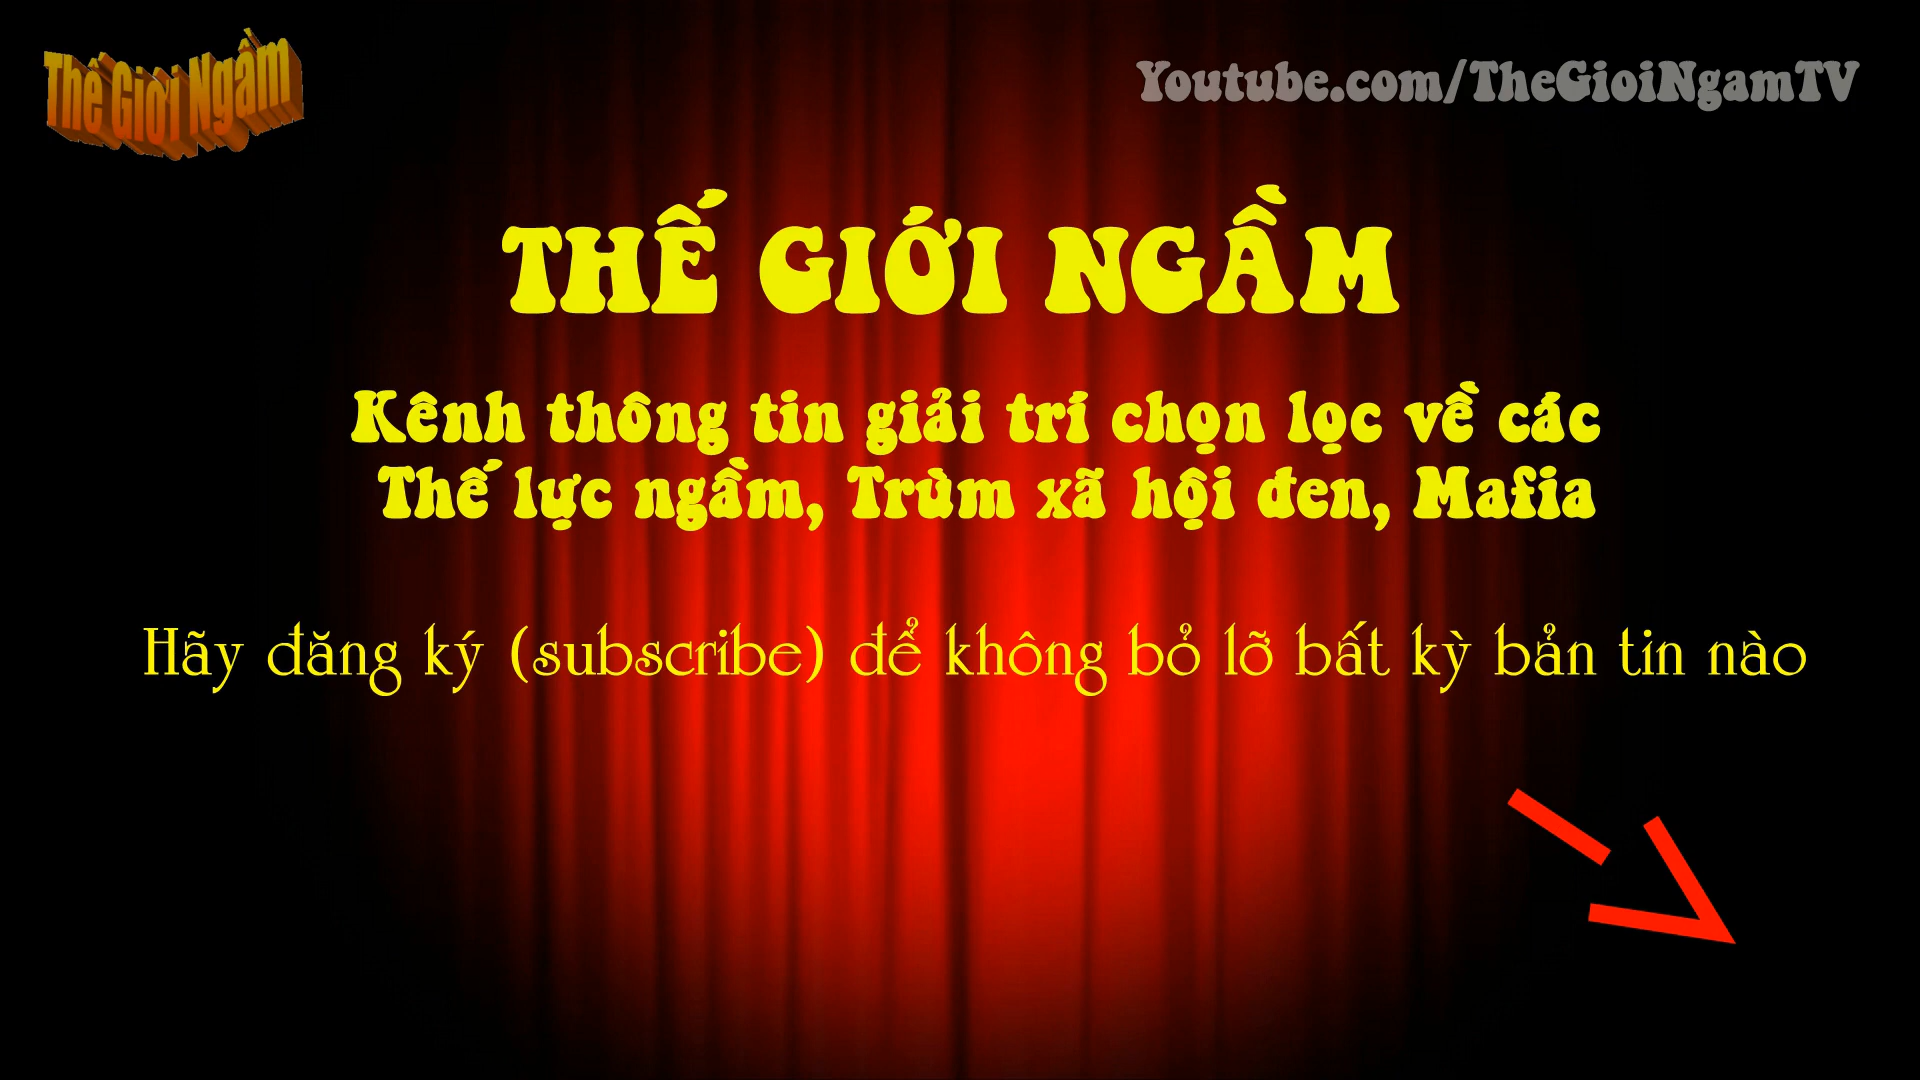 Thế Giới Ngầm
Youtube.com/TheGioiNgamTV
THẾ GIỚI NGẦM
Kênh thông tin giải trí chọn lọc về các
Thế lực ngầm, Trùm xã hội đen, Mafia
Hãy đăng ký (subscribe) để không bỏ lỡ bất kỳ bản tin nào